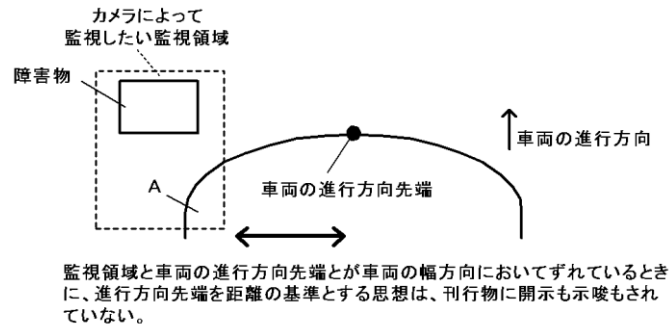 カメラによって
監視したい監視領域
障害物
車両の進行方向
A
車両の進行方向先端
監視領域と車両の進行方向先端とが車両の幅方向においてずれているとき
に、進行方向先端を距離の基準とする思想は、刊行物に開示も示唆もされ
ていない。